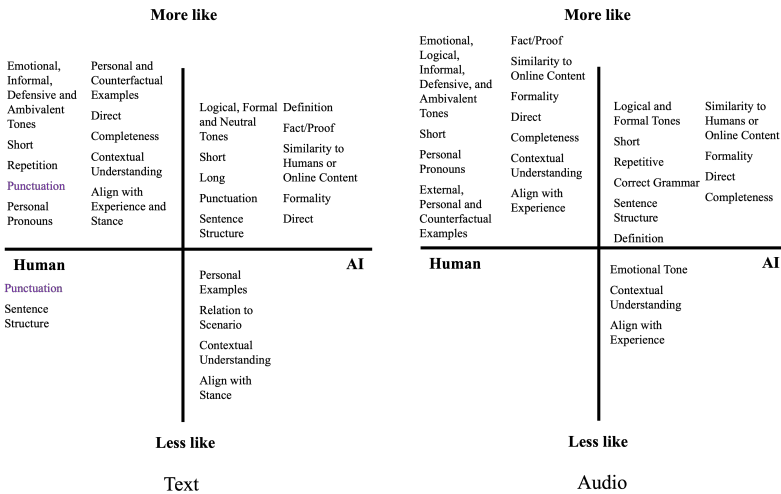 More like
Emotional,
Informal,
Defensive and
Ambivalent
Tones
Short
Repetition
Punctuation
Personal
Pronouns
Personal and
Counterfactual
Examples
Direct
Completeness
Contextual
Understanding
Align with
Experience and
Stance
Logical, Formal
and Neutral
Tones
Short
Long
Punctuation
Sentence
Structure
Definition
Fact/Proof
Similarity to
Humans or
Online Content
Formality
Direct
Human
AI
Punctuation
Sentence
Structure
Personal
Examples
Relation to
Scenario
Contextual
Understanding
Align with
Stance
Less like
Text
More like
Emotional,
Logical,
Informal,
Defensive, and
Ambivalent
Tones
Short
Personal
Pronouns
External,
Personal and
Counterfactual
Examples
Fact/Proof
Similarity to
Online Content
Formality
Direct
Completeness
Contextual
Understanding
Align with
Experience
Logical and
Formal Tones
Short
Repetitive
Correct Grammar
Sentence
Structure
Definition
Similarity to
Humans or
Online Content
Formality
Direct
Completeness
Human
AI
Emotional Tone
Contextual
Understanding
Align with
Experience
Less like
Audio